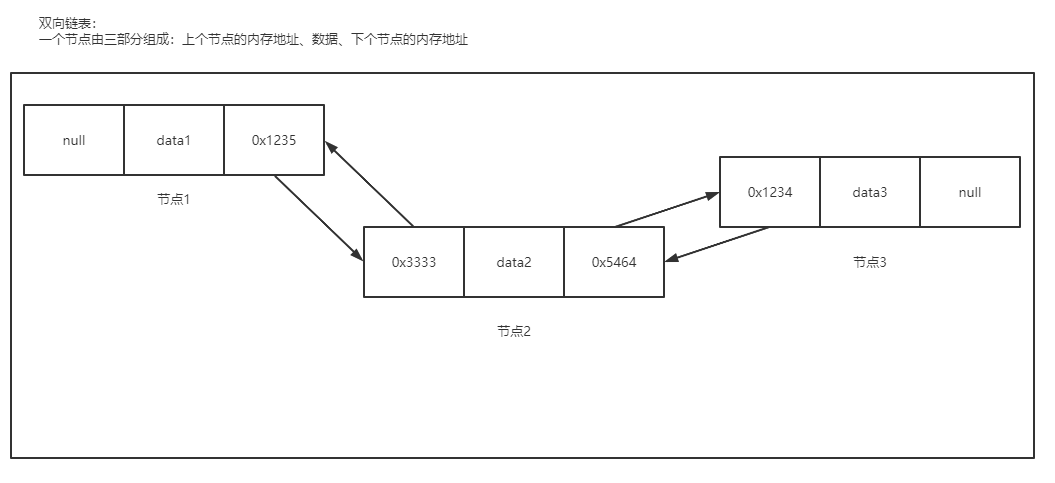 双向链表：
一个节点由三部分组成：上个节点的内存地址、数据、下个节点的内存地址
null
data1
0x1235
节点1
0x3333
data2
0x5464
节点2
0x1234
data3
null
节点3